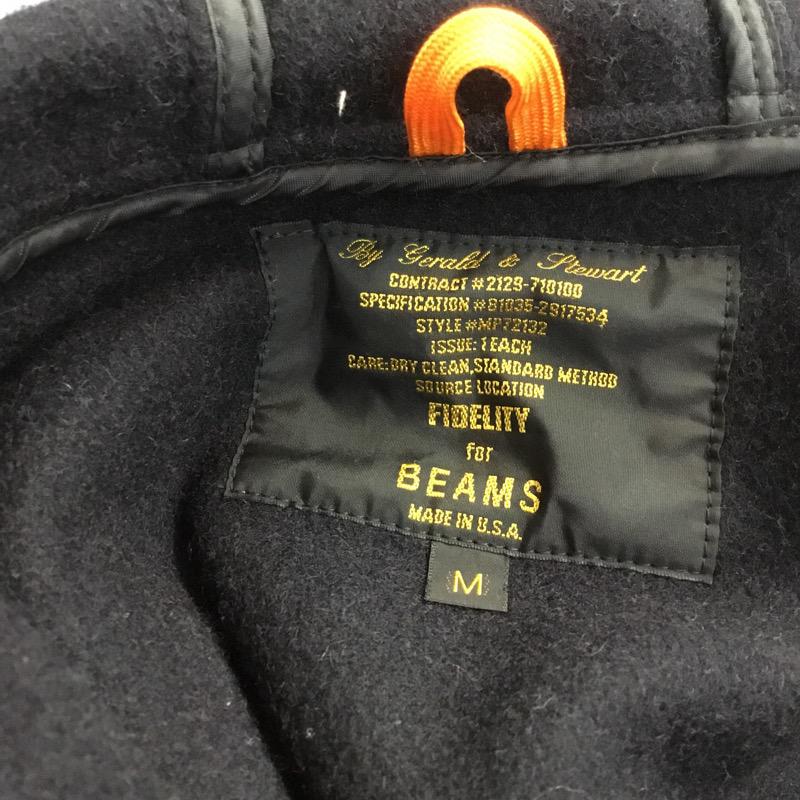 By Gerald & Stewart
CONTRACT #2129-710100
SPECIFICATION #81035-2917534
STYLE #MP72132
ISSUE: 1 EACH
CARE: DRY CLEAN, STANDARD METHOD
SOURCE LOCATION
FIDELITY
for
BEAMS
MADE IN U.S.A.
M